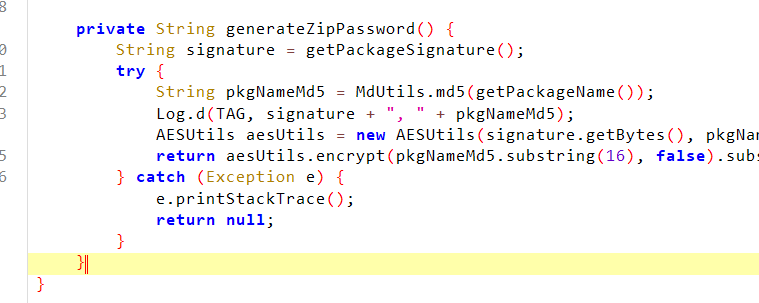 8
private String generateZipPassword() {
0 String signature = getPackageSignature();
1 try {
2 String pkgNameMd5 = MdUtils.md5(getPackageName());
3 Log.d(TAG, signature + ", " + pkgNameMd5);
AESUtils aesUtils = new AESUtils(signature.getBytes(), pkgNa
5 return aesUtils.encrypt(pkgNameMd5.substring(16), false).subs
6 } catch (Exception e) {
e.printStackTrace();
return null;
}
}
}